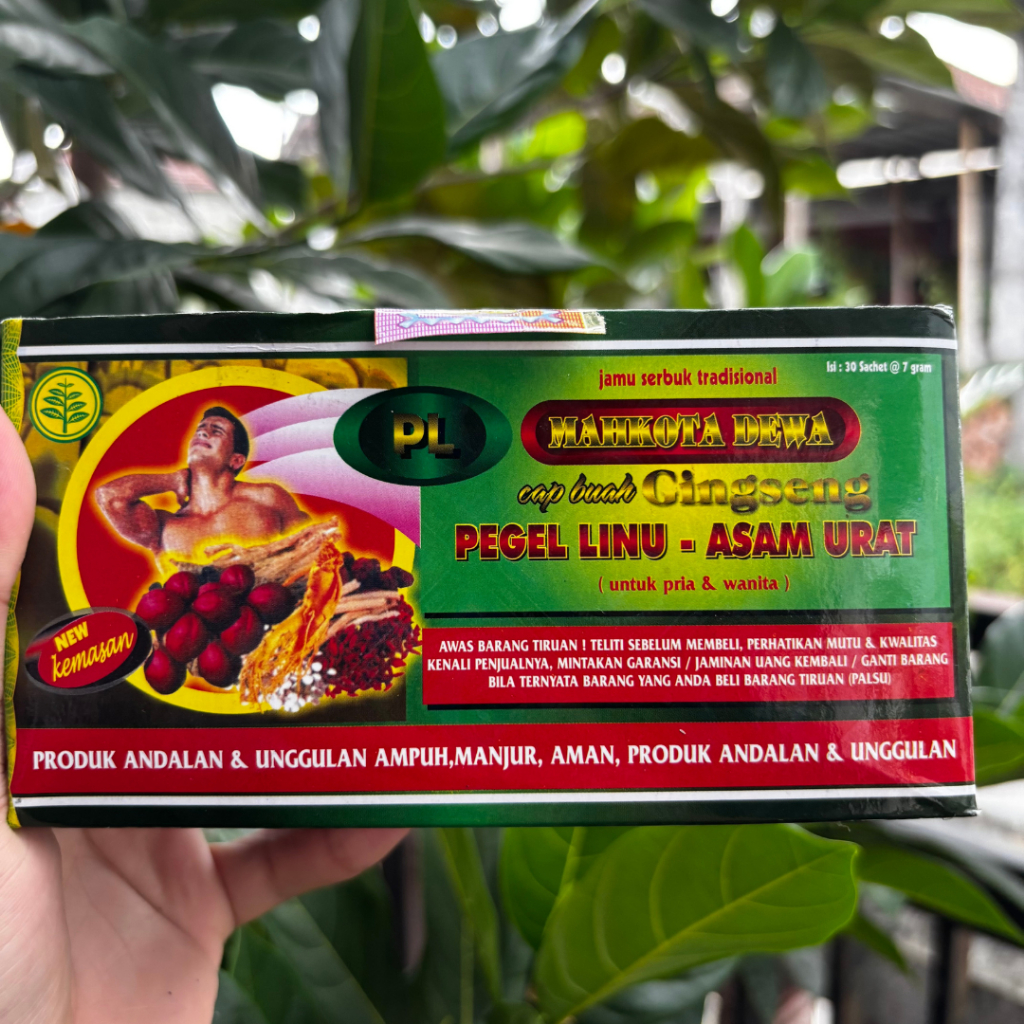 Isi : 30 Sachet @ 7 gram
jamu serbuk tradisional
PL
MAHKOTA DEWA
cap buah Gingseng
PEGEL LINU - ASAM URAT
( untuk pria & wanita )
NEW
kemasan
AWAS BARANG TIRUAN ! TELITI SEBELUM MEMBELI, PERHATIKAN MUTU & KWALITAS
KENALI PENJUALNYA, MINTAKAN GARANSI / JAMINAN UANG KEMBALI / GANTI BARANG
BILA TERNYATA BARANG YANG ANDA BELI BARANG TIRUAN (PALSU)
PRODUK ANDALAN & UNGGULAN AMPUH,MANJUR, AMAN, PRODUK ANDALAN & UNGGULAN